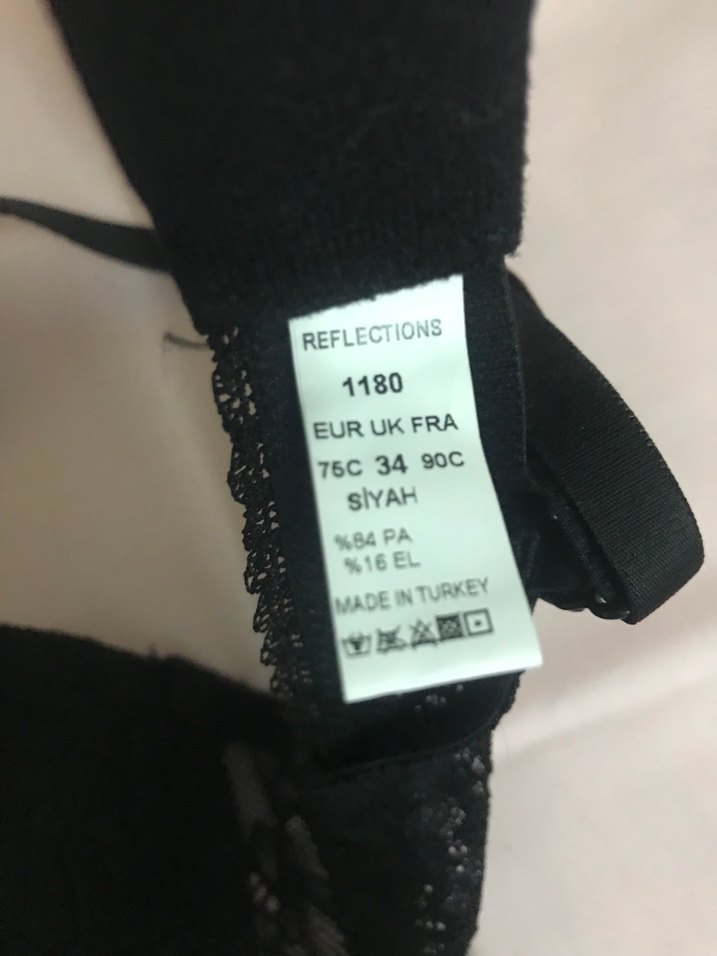 REFLECTIONS
1180
EUR UK FRA
75C 34 90C
SİYAH
%84 PA
%16 EL
MADE IN TURKEY